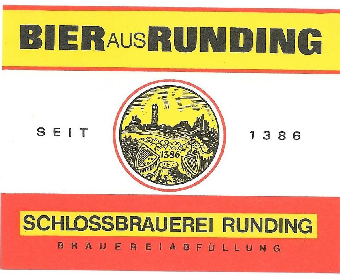 BIER AUS RUNDING
SEIT 1386
1386
SCHLOSSBRAUEREI RUNDING
BRAUEREIABFÜLLUNG